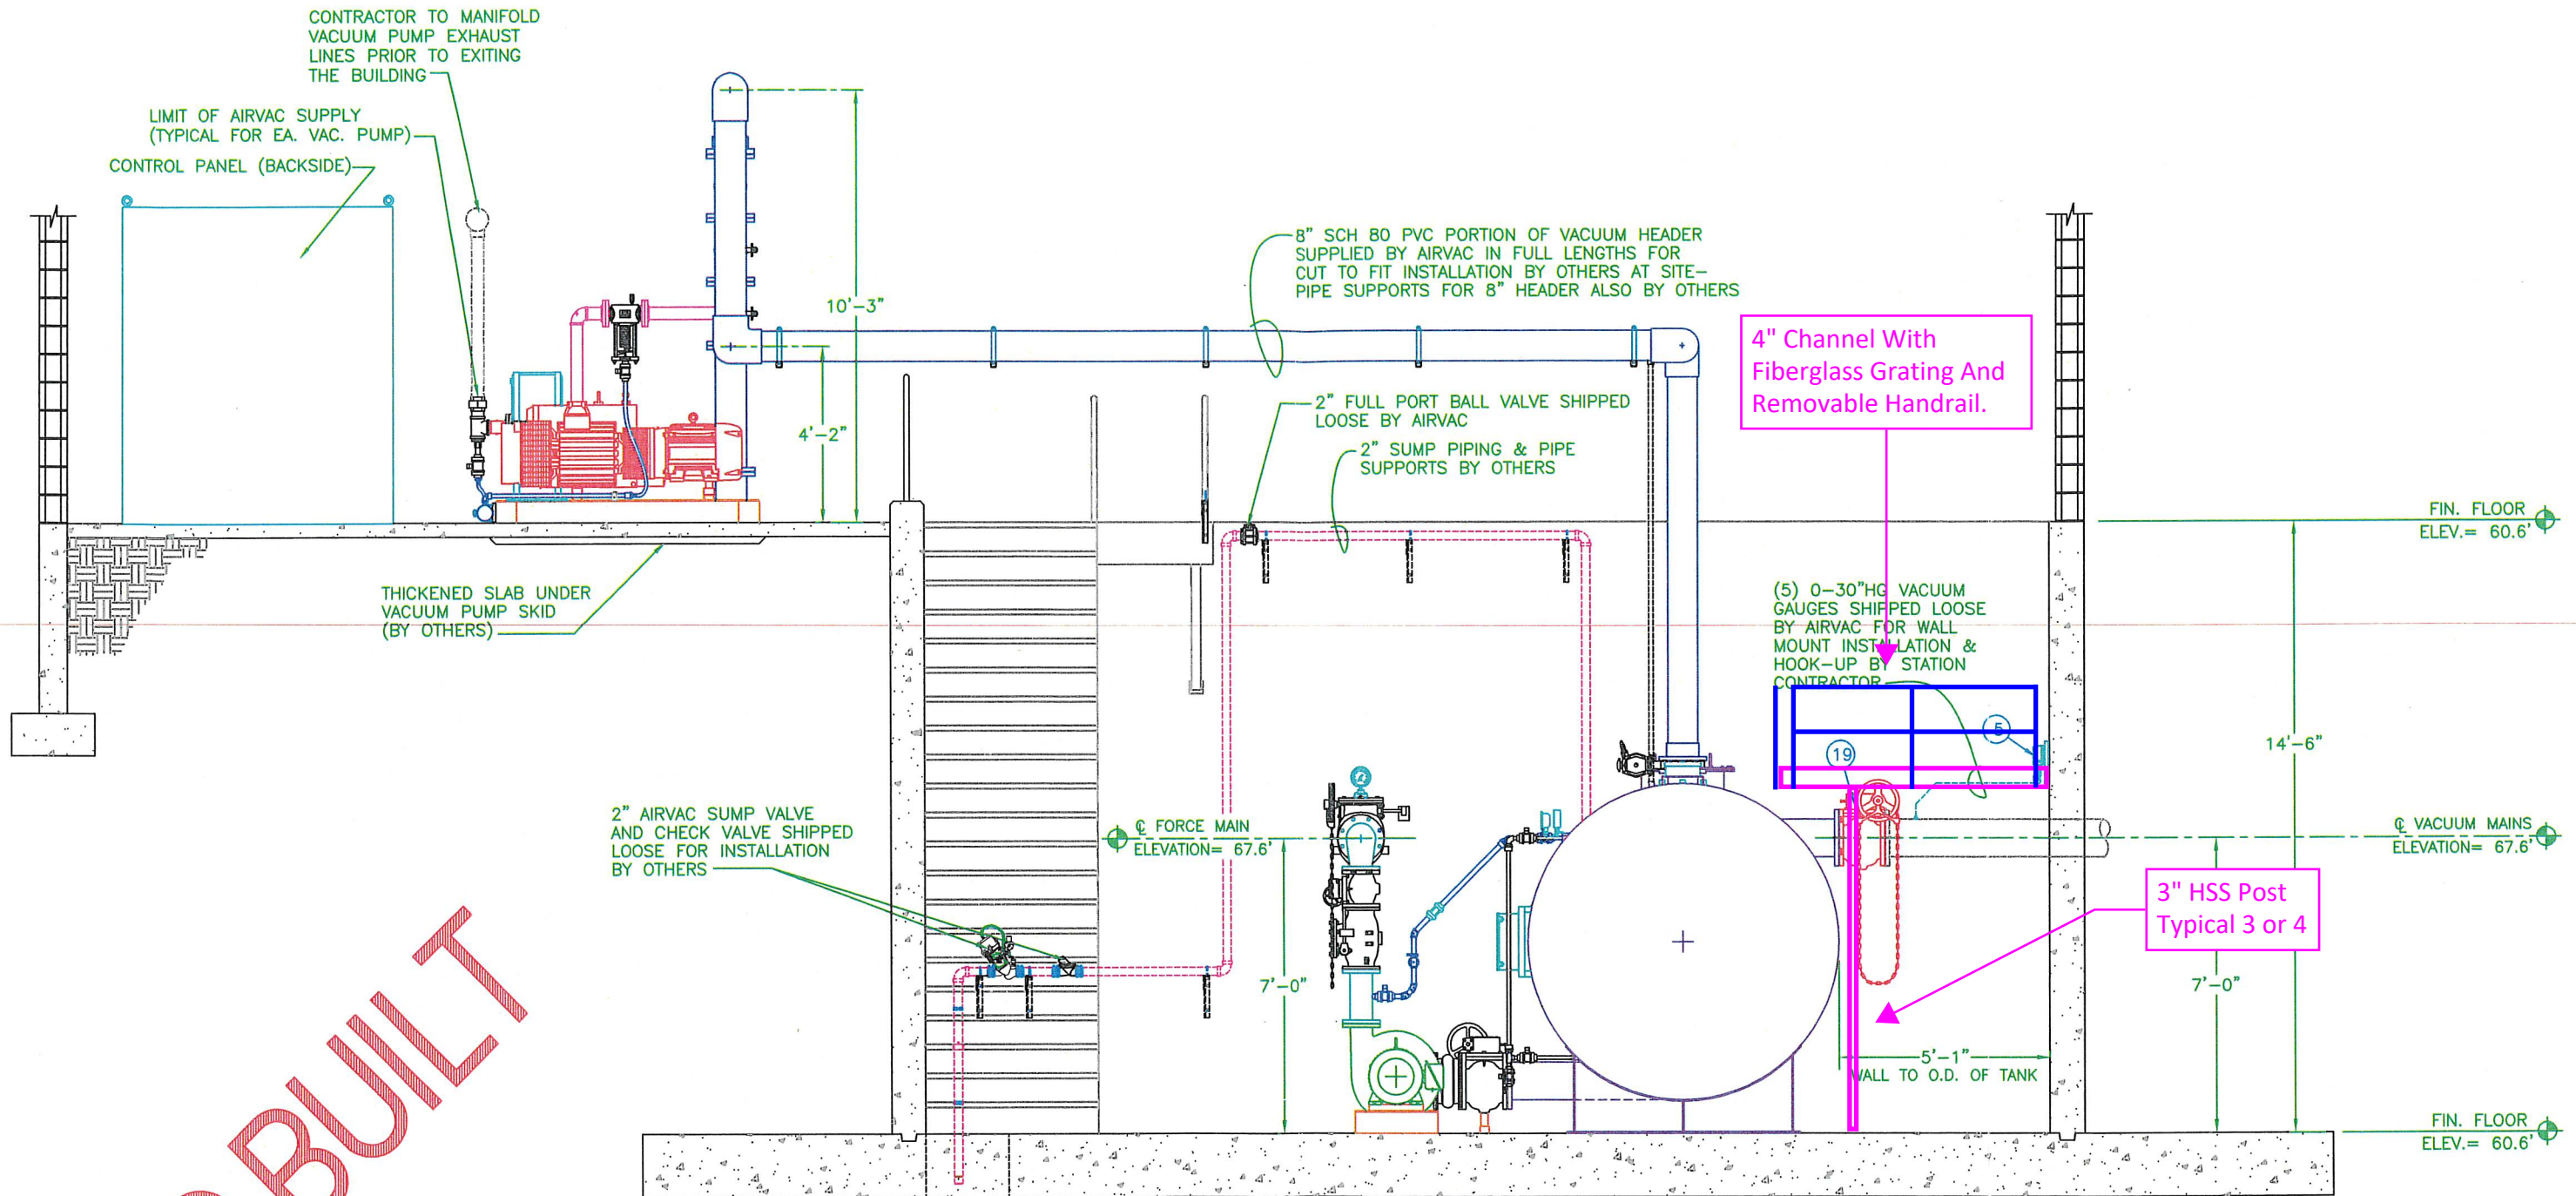 CONTRACTOR TO MANIFOLD
VACUUM PUMP EXHAUST
LINES PRIOR TO EXITING
THE BUILDING
LIMIT OF AIRVAC SUPPLY
(TYPICAL FOR EA. VAC. PUMP)
CONTROL PANEL (BACKSIDE)
10'-3"
4'-2"
8" SCH 80 PVC PORTION OF VACUUM HEADER
SUPPLIED BY AIRVAC IN FULL LENGTHS FOR
CUT TO FIT INSTALLATION BY OTHERS AT SITE-
PIPE SUPPORTS FOR 8" HEADER ALSO BY OTHERS
4" Channel With
Fiberglass Grating And
Removable Handrail.
2" FULL PORT BALL VALVE SHIPPED
LOOSE BY AIRVAC
2" SUMP PIPING & PIPE
SUPPORTS BY OTHERS
FIN. FLOOR
ELEV.= 60.6'
THICKENED SLAB UNDER
VACUUM PUMP SKID
(BY OTHERS)
(5) 0-30"HG VACUUM
GAUGES SHIPPED LOOSE
BY AIRVAC FOR WALL
MOUNT INSTALLATION &
HOOK-UP BY STATION
CONTRACTOR
5
19
14'-6"
2" AIRVAC SUMP VALVE
AND CHECK VALVE SHIPPED
LOOSE FOR INSTALLATION
BY OTHERS
℄ FORCE MAIN
ELEVATION= 67.6'
℄ VACUUM MAINS
ELEVATION= 67.6'
3" HSS Post
Typical 3 or 4
7'-0"
7'-0"
5'-1"
WALL TO O.D. OF TANK
FIN. FLOOR
ELEV.= 60.6'
BUILT